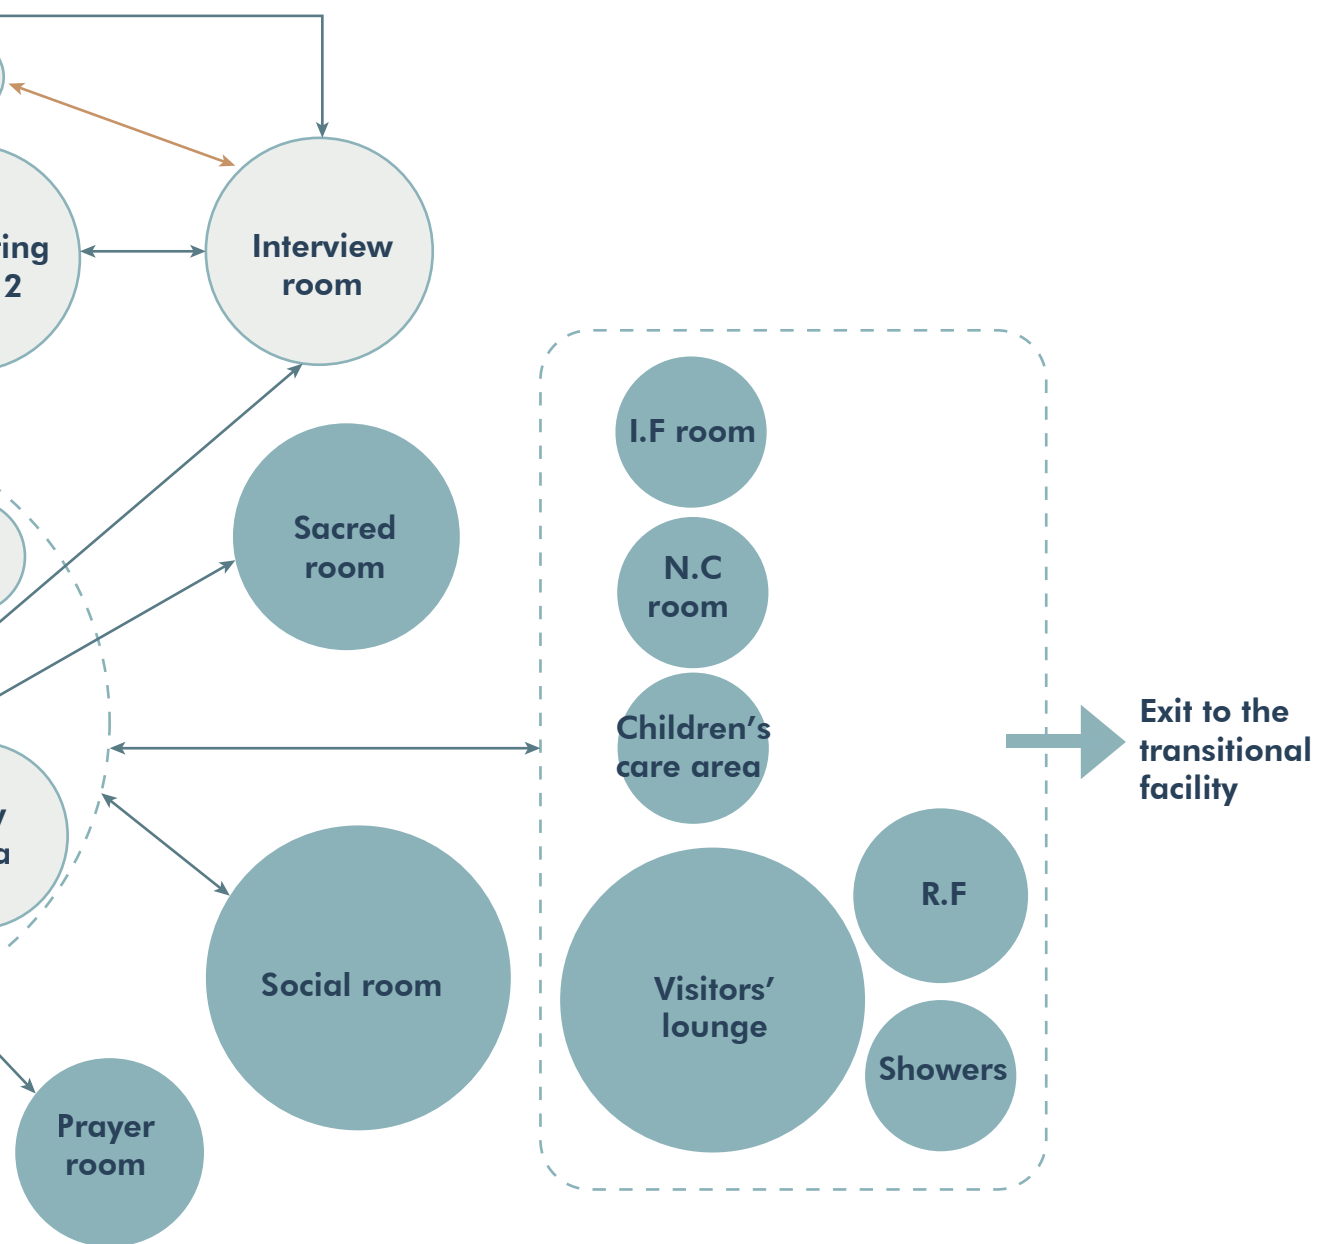 2
Interview
room
I.F room
Sacred
room
N.C
room
Children's
care area
Exit to the
transitional
facility
R.F
Social room
Visitors'
lounge
Showers
Prayer
room